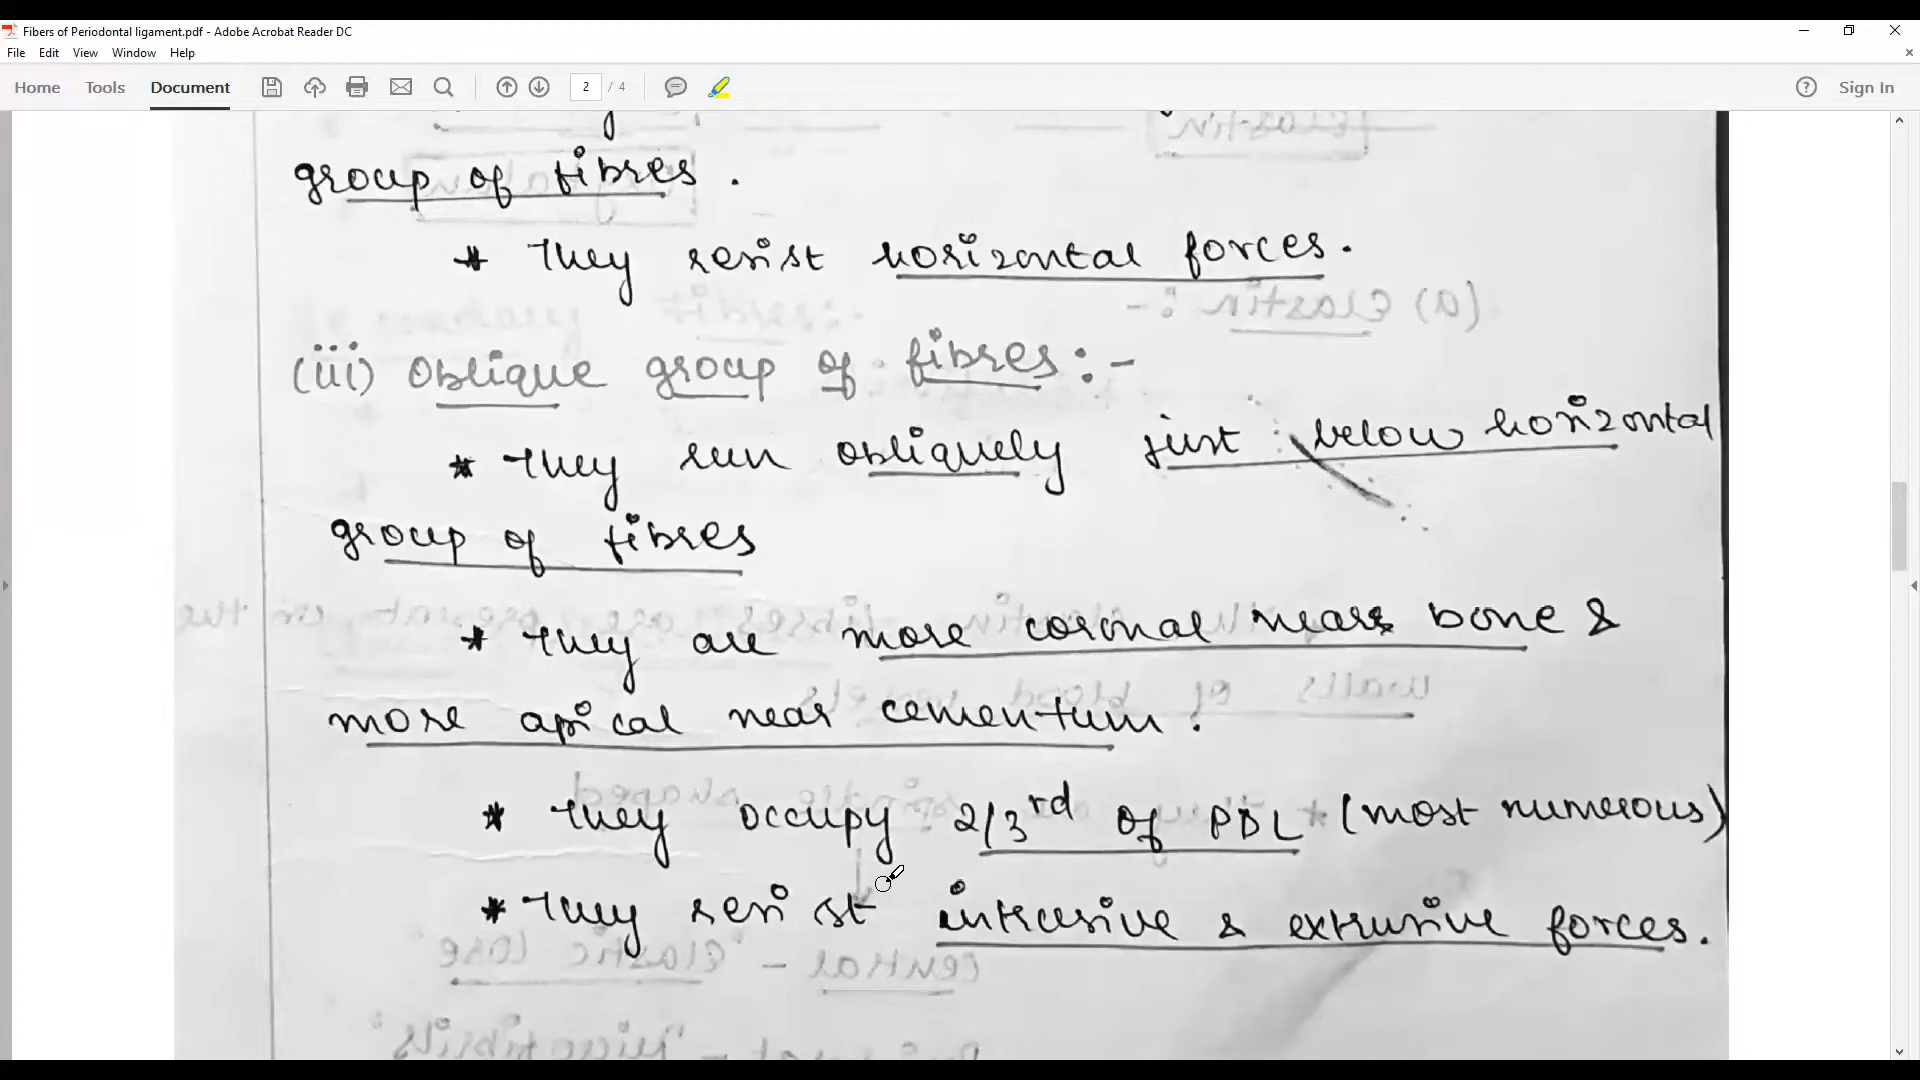 Fibers of Periodontal ligament.pdf - Adobe Acrobat Reader DC
File Edit View Window Help
Home Tools Document 2 / 4 Sign In
group of fibres .
* They resist horizontal forces.
(iii) Oblique group of fibres :-
* They run obliquely just below horizontal
group of fibres
* They are more coronal near bone &
more apical near cementum .
* They occupy 2/3rd of PDL (most numerous)
* They resist intrusive & extrusive forces.